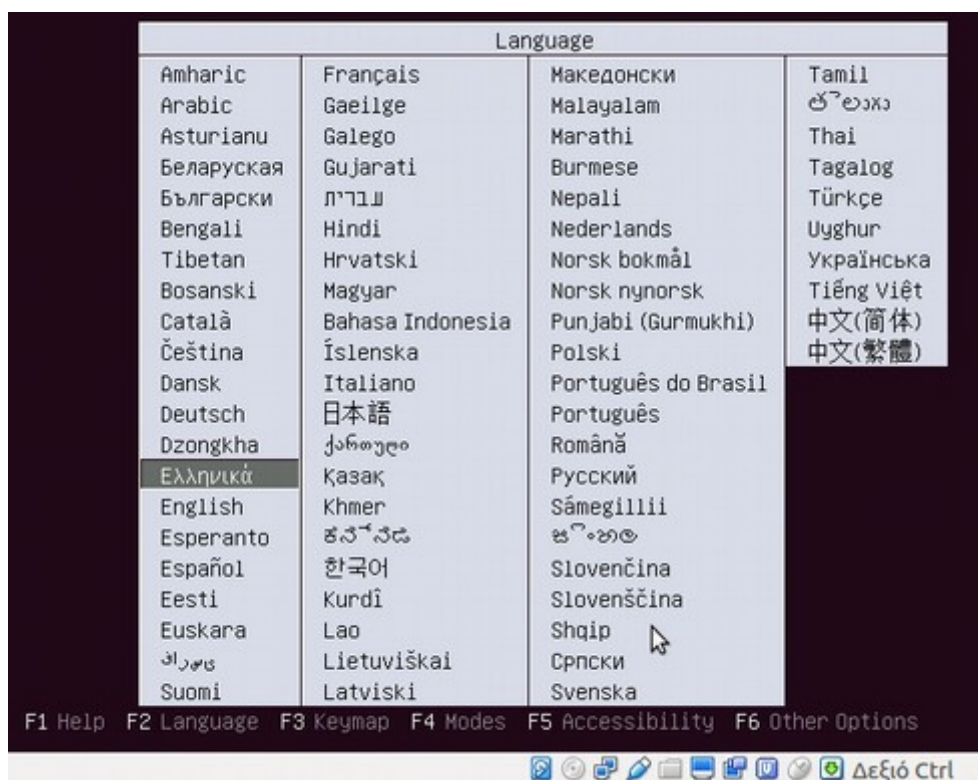 Language
Amharic
Arabic
Asturianu
Беларуская
Български
Bengali
Tibetan
Bosanski
Català
Čeština
Dansk
Deutsch
Dzongkha
Ελληνικά
English
Esperanto
Español
Eesti
Euskara
فارسی
Suomi
Français
Gaeilge
Galego
Gujarati
עברית
Hindi
Hrvatski
Magyar
Bahasa Indonesia
Íslenska
Italiano
日本語
ქართული
Қазақ
Khmer
ಕನ್ನಡ
한국어
Kurdî
Lao
Lietuviškai
Latviski
Македонски
Malayalam
Marathi
Burmese
Nepali
Nederlands
Norsk bokmål
Norsk nynorsk
Punjabi (Gurmukhi)
Polski
Português do Brasil
Português
Română
Русский
Sámegillii
සිංහල
Slovenčina
Slovenščina
Shqip
Српски
Svenska
Tamil
తెలుగు
Thai
Tagalog
Türkçe
Uyghur
Українська
Tiếng Việt
中文(简体)
中文(繁體)
F1 Help F2 Language F3 Keymap F4 Modes F5 Accessibility F6 Other Options
Δεξιό Ctrl